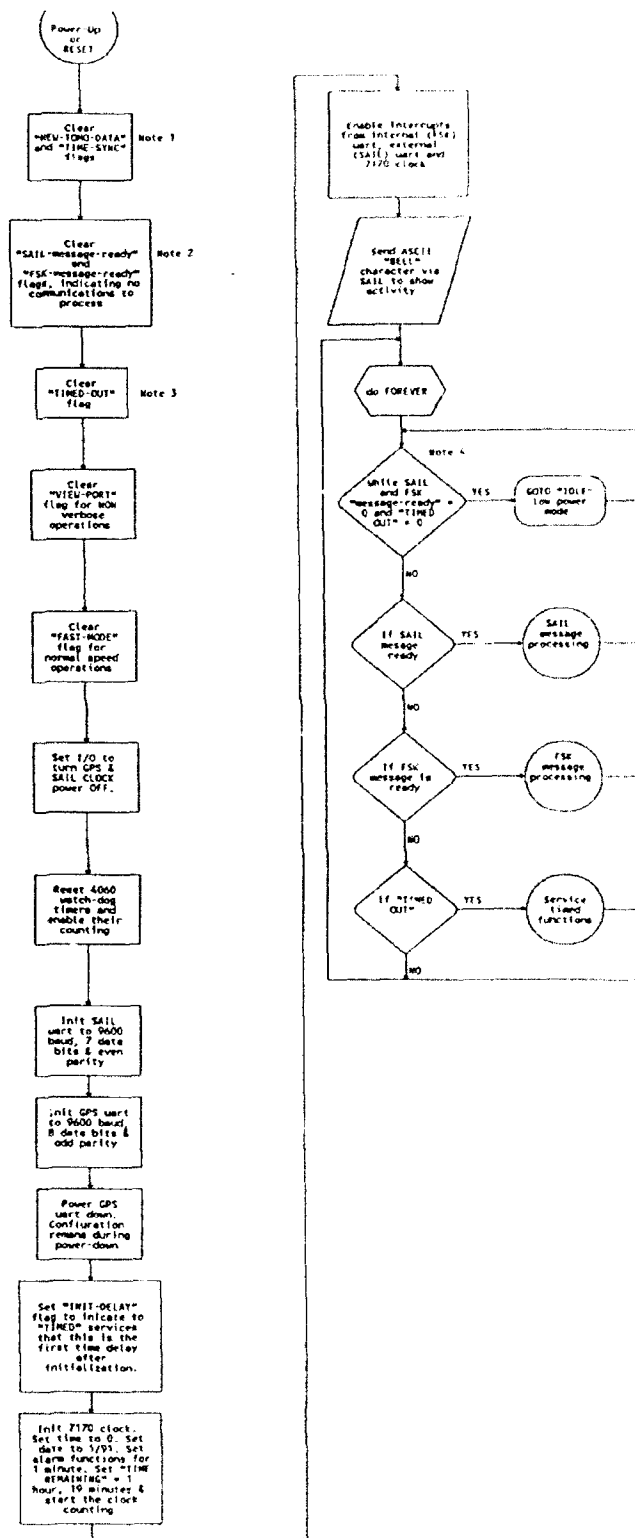 Power-Up
or
RESET
Clear
"NEW-TOMO-DATA"
and "TIME-SYNC"
flags
Note 1
Clear
"SAIL-message-ready"
and
"FSK-message-ready"
flags, indicating no
communications to
process
Note 2
Clear
"TIMED-OUT"
flag
Note 3
Clear
"VIEW-PORT"
flag for NON
verbose
operations
Clear
"FAST-MODE"
flag for
normal speed
operations
Set I/O to
turn GPS &
SAIL CLOCK
power OFF.
Reset 4060
watch-dog
timers and
enable their
counting
Init SAIL
uart to 9600
baud, 7 data
bits & even
parity
Init GPS uart
to 9600 baud,
8 data bits &
odd parity
Power GPS
uart down.
Confiuration
remans during
power-down
Set "INIT-DELAY"
flag to inicate to
"TIMED" services
that this is the
first time delay
after
initialization.
Init 7170 clock.
Set time to 0. Set
date to 1/91. Set
alarm functions for
1 minute. Set "TIME
REMAINING" = 1
hour, 19 minutes &
start the clock
counting
Enable Interrupts
from internal (FSK)
uart, external
(SAIL) uart and
7170 clock
Send ASCII
"BELL"
character via
SAIL to show
activity
do FOREVER
Note 4
While SAIL
and FSK
"message-ready" =
0 and "TIMED
OUT" = 0
YES
GOTO "IDLE"
low power
mode
NO
If SAIL
mesage
ready
YES
SAIL
message
processing
NO
If FSK
message is
ready
YES
FSK
message
processing
NO
If "TIMED
OUT"
YES
Service
timed
functions
NO